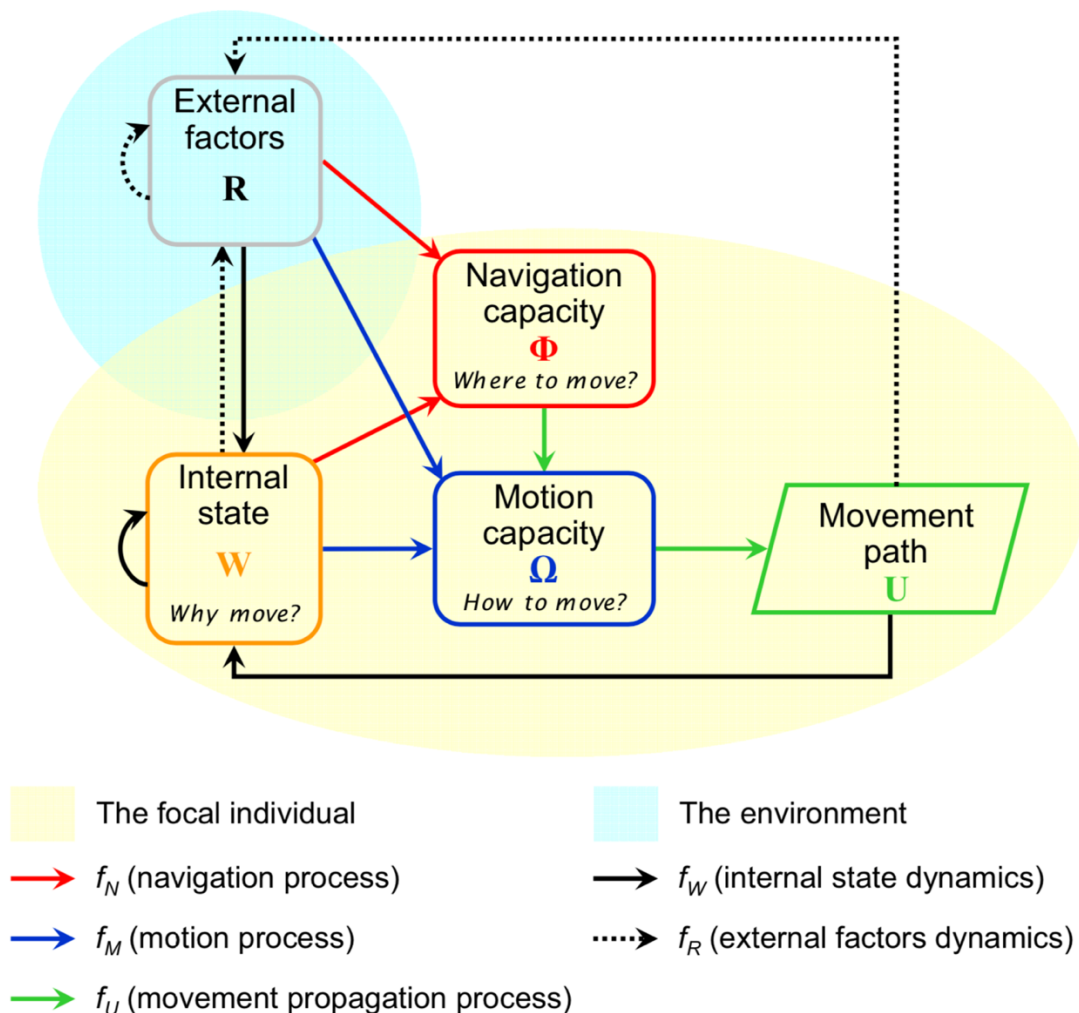 External
factors
R
Navigation
capacity
Φ
Where to move?
Internal
state
W
Why move?
Motion
capacity
Ω
How to move?
Movement
path
U
The focal individual
The environment
f_N (navigation process)
f_W (internal state dynamics)
f_M (motion process)
f_R (external factors dynamics)
f_U (movement propagation process)